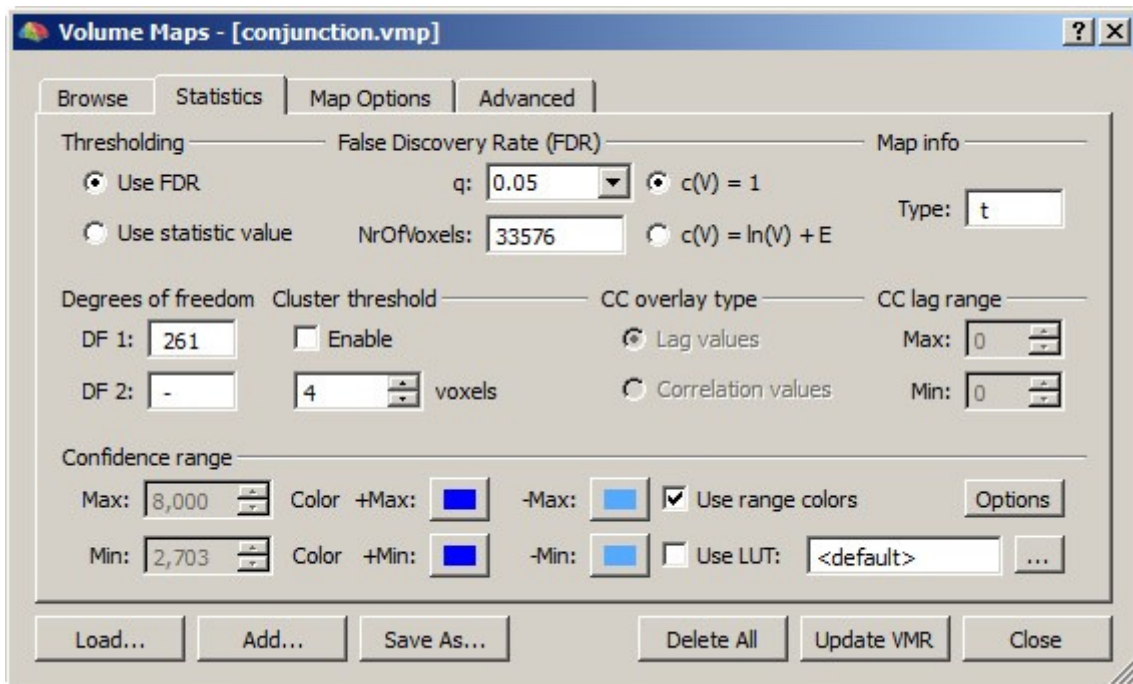 Volume Maps - [conjunction.vmp]
Browse Statistics Map Options Advanced
Thresholding False Discovery Rate (FDR) Map info
Use FDR q: 0.05 c(V) = 1
Type: t
Use statistic value NrOfVoxels: 33576 c(V) = ln(V) + E
Degrees of freedom Cluster threshold CC overlay type CC lag range
DF 1: 261 Enable Lag values Max: 0
DF 2: - 4 voxels Correlation values Min: 0
Confidence range
Max: 8,000 Color +Max: -Max: Use range colors Options
Min: 2,703 Color +Min: -Min: Use LUT: <default> ...
Load... Add... Save As... Delete All Update VMR Close